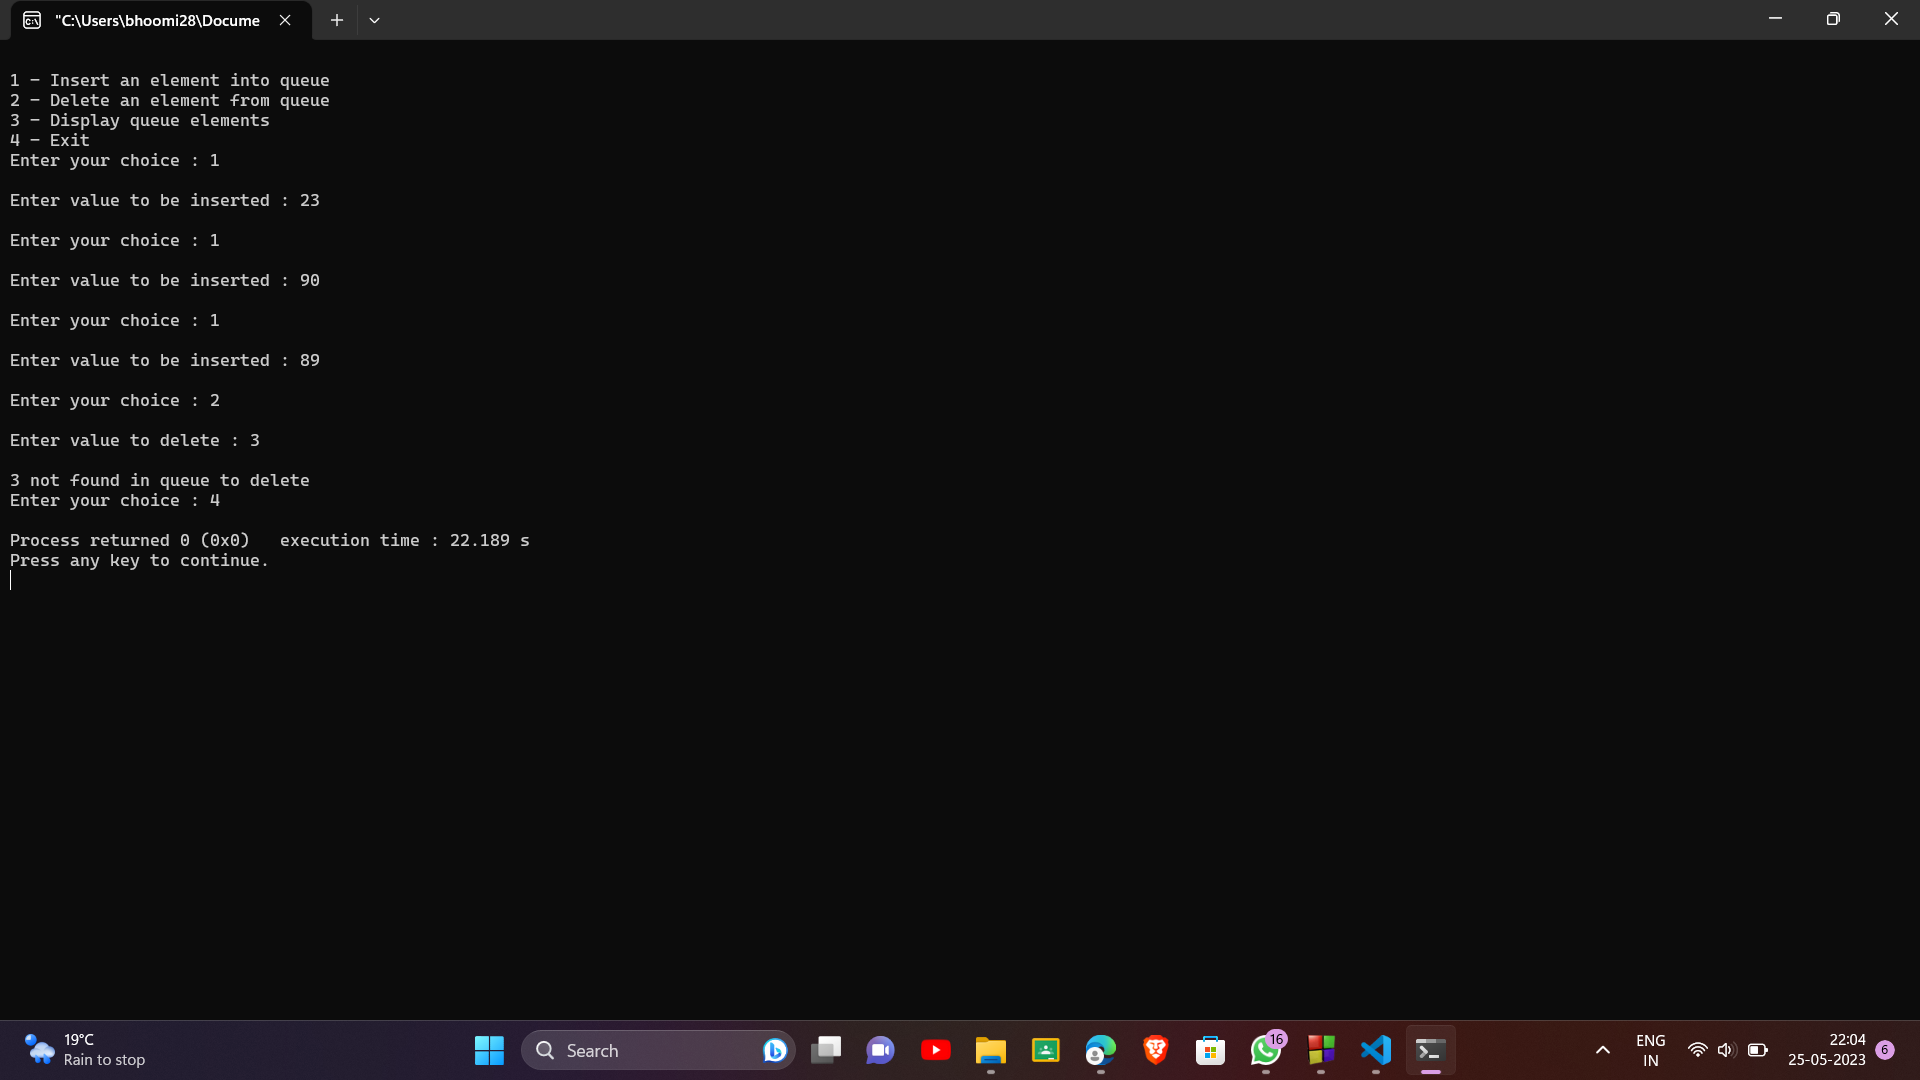 "C:\Users\bhoomi28\Docume
1 - Insert an element into queue
2 - Delete an element from queue
3 - Display queue elements
4 - Exit
Enter your choice : 1
Enter value to be inserted : 23
Enter your choice : 1
Enter value to be inserted : 90
Enter your choice : 1
Enter value to be inserted : 89
Enter your choice : 2
Enter value to delete : 3
3 not found in queue to delete
Enter your choice : 4
Process returned 0 (0x0)   execution time : 22.189 s
Press any key to continue.
19°C
Rain to stop
Search
16
ENG
IN
22:04
25-05-2023
6